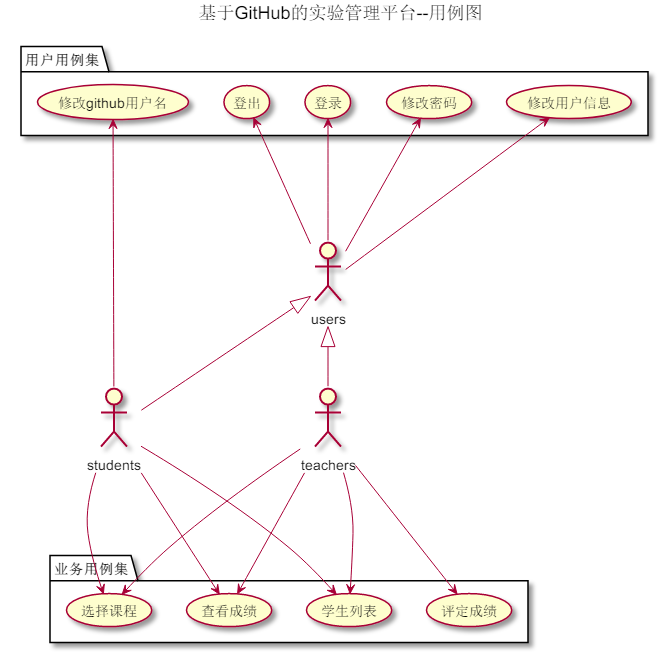 基于GitHub的实验管理平台--用例图
用户用例集
修改github用户名
登出
登录
修改密码
修改用户信息
users
students
teachers
业务用例集
选择课程
查看成绩
学生列表
评定成绩